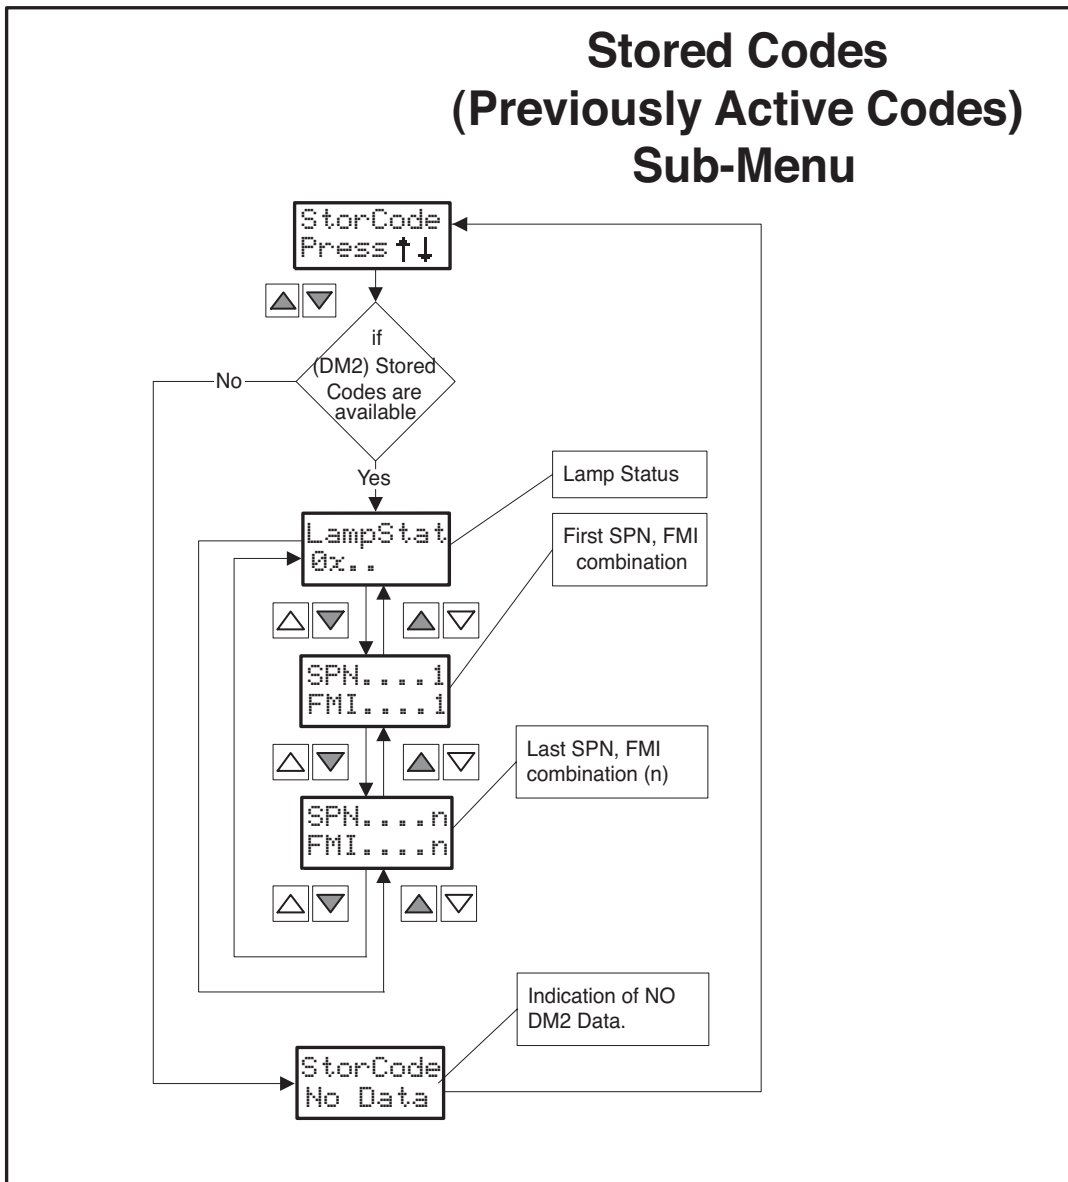 Stored Codes
(Previously Active Codes)
Sub-Menu
StorCode
Press↑↓
if
(DM2) Stored
Codes are
available
No
Yes
Lamp Status
LampStat
0x..
First SPN, FMI
combination
SPN....1
FMI....1
Last SPN, FMI
combination (n)
SPN....n
FMI....n
Indication of NO
DM2 Data.
StorCode
No Data